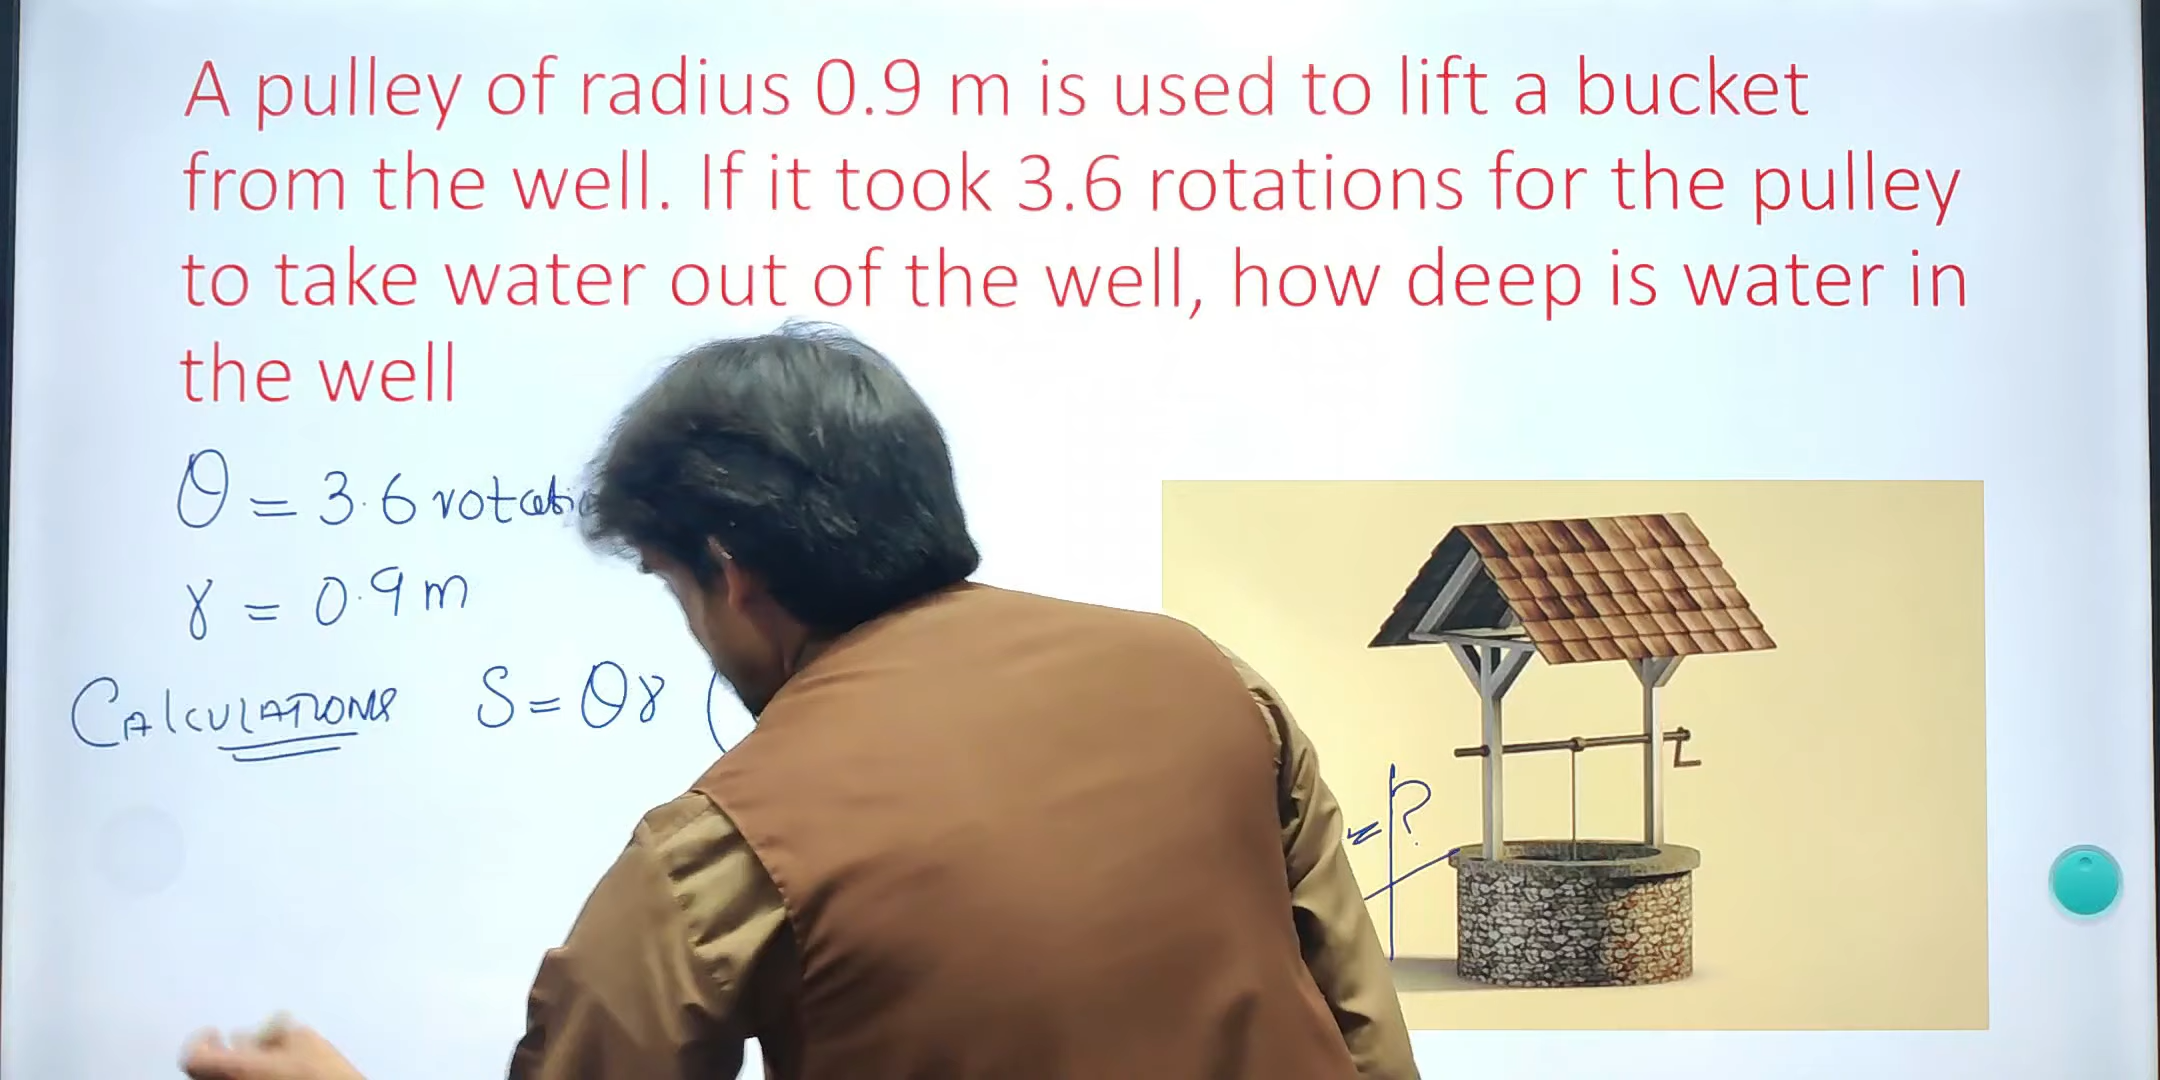 A pulley of radius 0.9 m is used to lift a bucket
from the well. If it took 3.6 rotations for the pulley
to take water out of the well, how deep is water in
the well
θ = 3.6 rotatio
r = 0.9 m
CALCULATIONS S = θr (
= ?